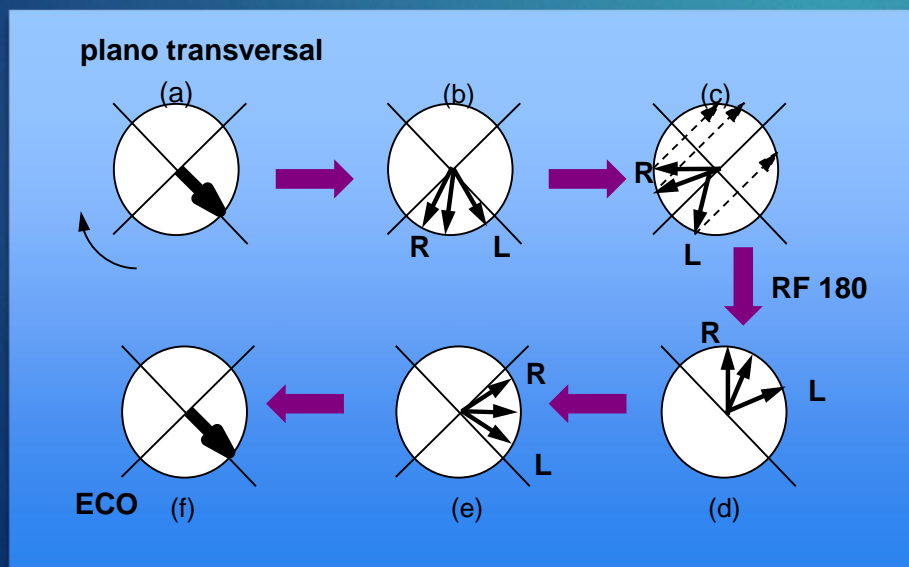 plano transversal
(a)
(b)
(c)
R
L
R
L
RF 180
R
L
R
L
ECO
(f)
(e)
(d)